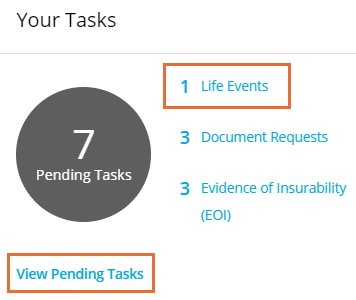 Your Tasks
7
Pending Tasks
1 Life Events
3 Document Requests
3 Evidence of Insurability
(EOI)
View Pending Tasks